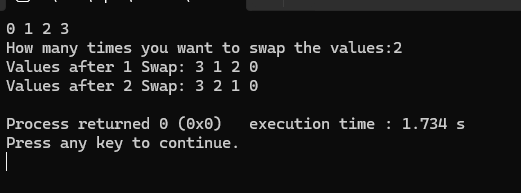 0 1 2 3
How many times you want to swap the values:2
Values after 1 Swap: 3 1 2 0
Values after 2 Swap: 3 2 1 0
Process returned 0 (0x0)   execution time : 1.734 s
Press any key to continue.